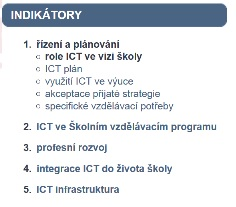 INDIKÁTORY
1. řízení a plánování
role ICT ve vizi školy
ICT plán
využití ICT ve výuce
akceptace přijaté strategie
specifické vzdělávací potřeby
2. ICT ve Školním vzdělávacím programu
3. profesní rozvoj
4. integrace ICT do života školy
5. ICT infrastruktura